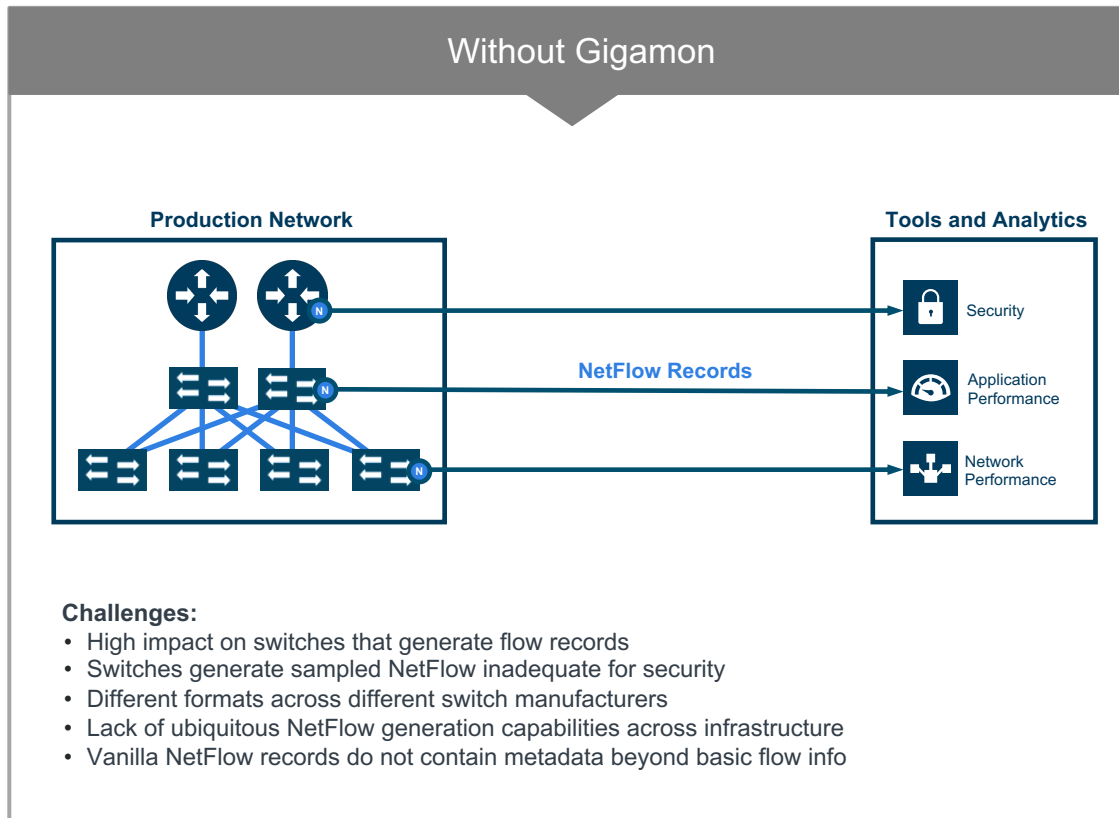 Without Gigamon
Production Network
Tools and Analytics
N
Security
NetFlow Records
N
Application
Performance
N
Network
Performance
Challenges:
• High impact on switches that generate flow records
• Switches generate sampled NetFlow inadequate for security
• Different formats across different switch manufacturers
• Lack of ubiquitous NetFlow generation capabilities across infrastructure
• Vanilla NetFlow records do not contain metadata beyond basic flow info